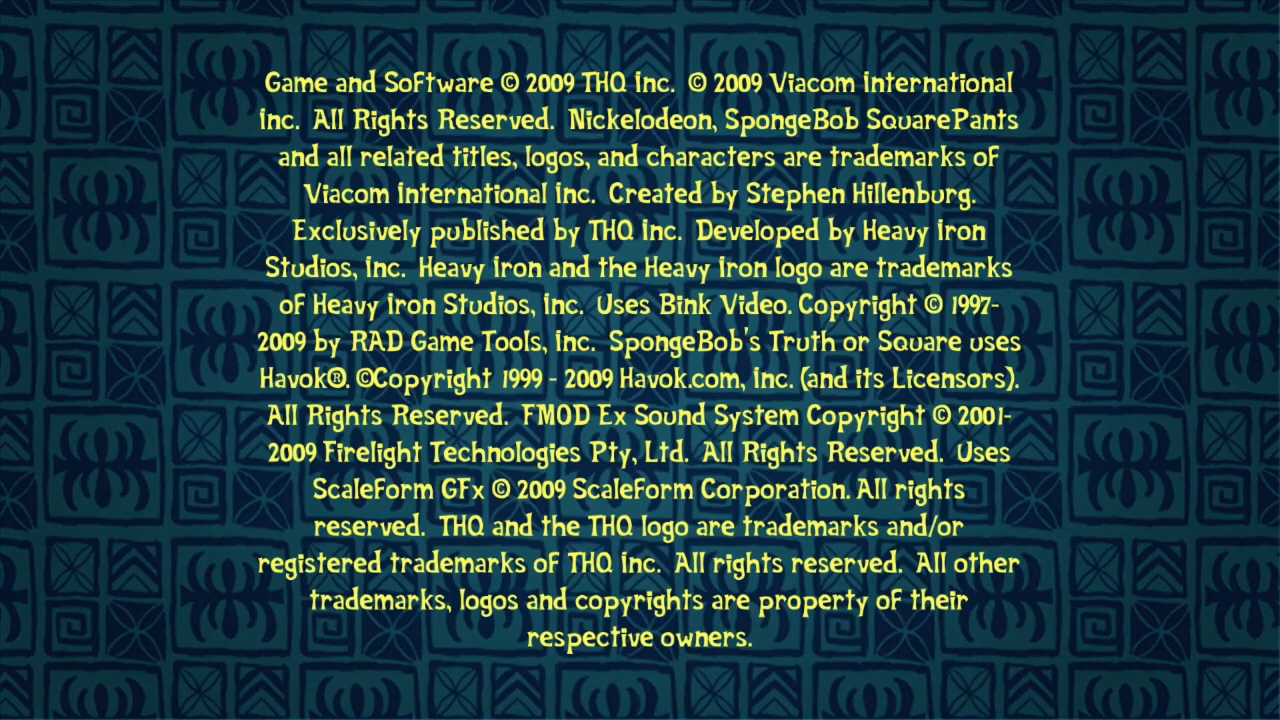 Game and Software © 2009 THQ Inc.  © 2009 Viacom International
Inc.  All Rights Reserved.  Nickelodeon, SpongeBob SquarePants
and all related titles, logos, and characters are trademarks of
Viacom International Inc.  Created by Stephen Hillenburg.
Exclusively published by THQ Inc.  Developed by Heavy Iron
Studios, Inc.  Heavy Iron and the Heavy Iron logo are trademarks
of Heavy Iron Studios, Inc.  Uses Bink Video. Copyright © 1997-
2009 by RAD Game Tools, Inc.  SpongeBob's Truth or Square uses
Havok®. ©Copyright 1999 - 2009 Havok.com, Inc. (and its Licensors).
All Rights Reserved.  FMOD Ex Sound System Copyright © 2001-
2009 Firelight Technologies Pty, Ltd.  All Rights Reserved.  Uses
Scaleform GFx © 2009 Scaleform Corporation. All rights
reserved.  THQ and the THQ logo are trademarks and/or
registered trademarks of THQ Inc.  All rights reserved.  All other
trademarks, logos and copyrights are property of their
respective owners.